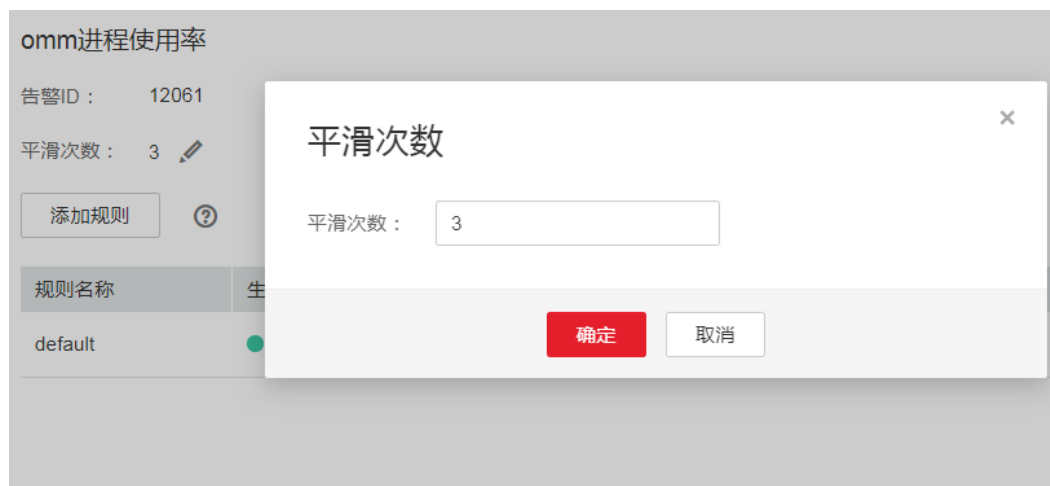 omm进程使用率
告警ID： 12061
平滑次数： 3
添加规则
规则名称 生
default
平滑次数
平滑次数： 3
确定 取消